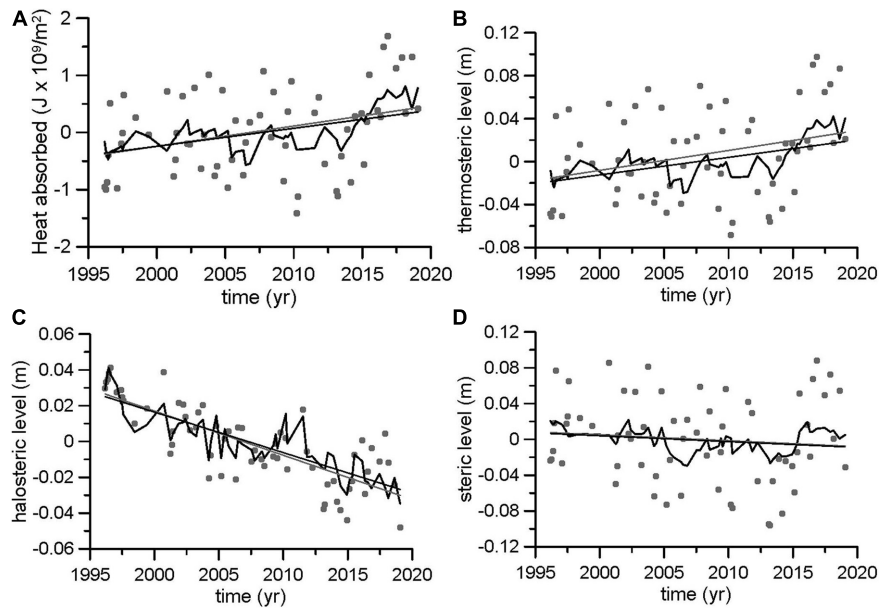 A
Heat absorbed (J x 10⁹/m²)
2
1
0
-1
-2
1995 2000 2005 2010 2015 2020
time (yr)
B
thermosteric level (m)
0.12
0.08
0.04
0
-0.04
-0.08
1995 2000 2005 2010 2015 2020
time (yr)
C
halosteric level (m)
0.06
0.04
0.02
0
-0.02
-0.04
-0.06
1995 2000 2005 2010 2015 2020
time (yr)
D
steric level (m)
0.12
0.08
0.04
0
-0.04
-0.08
-0.12
1995 2000 2005 2010 2015 2020
time (yr)